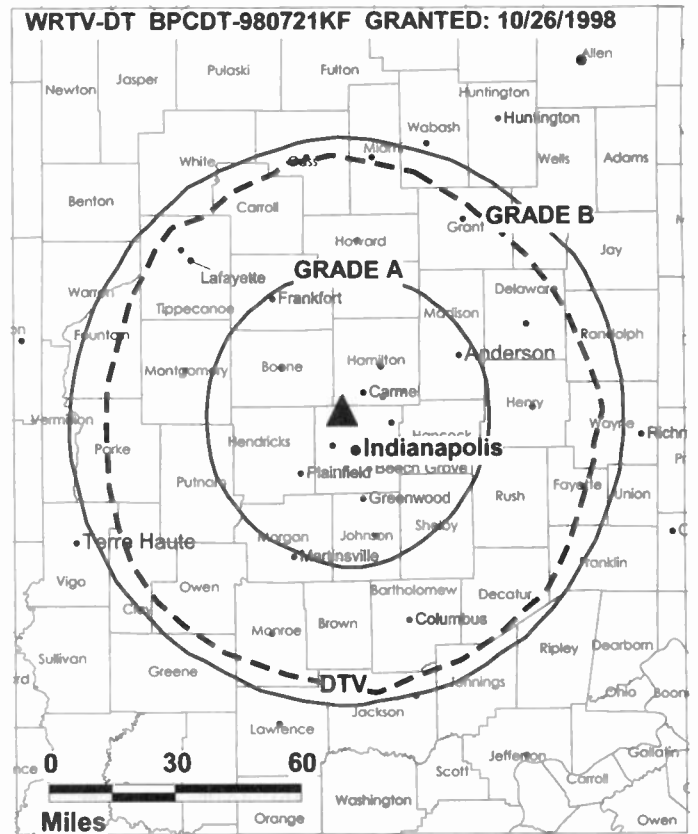 WRTV-DT BPCDT-980721KF GRANTED: 10/26/1998
Allen
Pulaski
Fulton
Jasper
Newton
Huntington
Huntington
Wabash
Miami
Cass
White
Wells
Adams
Benton
Carroll
GRADE B
Grant
Howard
Jay
GRADE A
Lafayette
Warren
Tippecanoe
Frankfort
Delaware
Madison
Fountain
Randolph
Anderson
Montgomery
Boone
Hamilton
Carmel
Henry
Vermilion
Wayne
Richm
Hendricks
Hancock
Indianapolis
Parke
Plainfield
Beech Grove
Putnam
Rush
Fayette
Union
Greenwood
Shelby
Morgan
Johnson
Terre Haute
Martinsville
Franklin
Vigo
Owen
Bartholomew
Decatur
Clay
Brown
Columbus
Monroe
Ripley
Dearborn
Sullivan
Greene
DTV
Jennings
Ohio
Boon
Jackson
Lawrence
0 30 60
Jefferson
Gallatin
Scott
Carroll
Washington
Miles
Orange
Owen